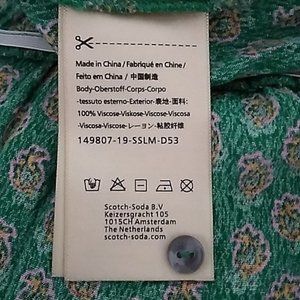 Made in China / Fabriqué en Chine /
Feito em China / 中国制造
Body-Oberstoff-Corps-Corpo
-tessuto esterno-Exterior-表地-面料:
100% Viscose-Viskose-Viscose-Viscosa
-Viscosa-Viscose-レーヨン-粘胶纤维
149807-19-SSLM-D53
Scotch-Soda B.V
Keizersgracht 105
1015CH Amsterdam
The Netherlands
scotch-soda.com